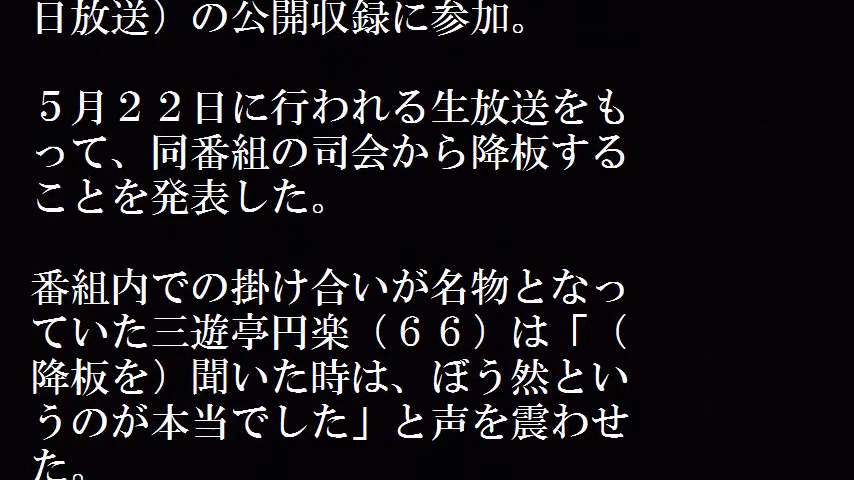 日放送）の公開収録に参加。
５月２２日に行われる生放送をも
って、同番組の司会から降板する
ことを発表した。
番組内での掛け合いが名物となっ
ていた三遊亭円楽（６６）は「（
降板を）聞いた時は、ぼう然とい
うのが本当でした」と声を震わせ
た。